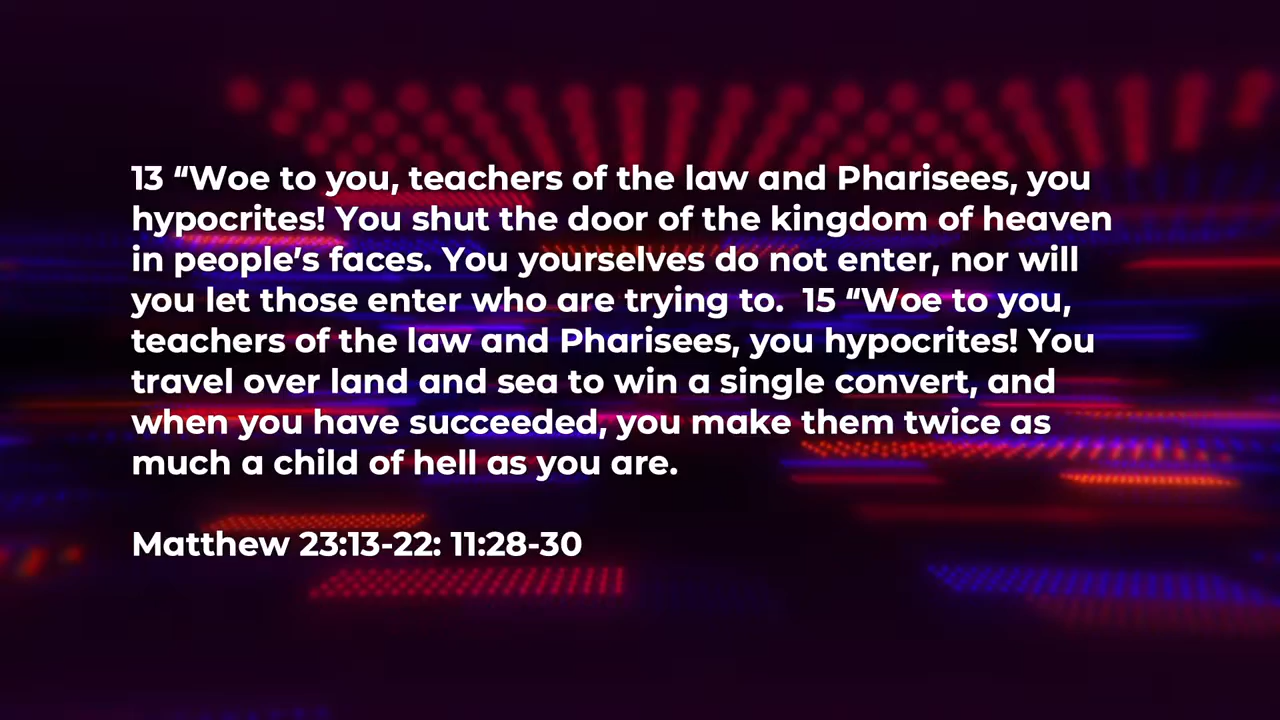 13 “Woe to you, teachers of the law and Pharisees, you
hypocrites! You shut the door of the kingdom of heaven
in people’s faces. You yourselves do not enter, nor will
you let those enter who are trying to.  15 “Woe to you,
teachers of the law and Pharisees, you hypocrites! You
travel over land and sea to win a single convert, and
when you have succeeded, you make them twice as
much a child of hell as you are.
Matthew 23:13-22: 11:28-30